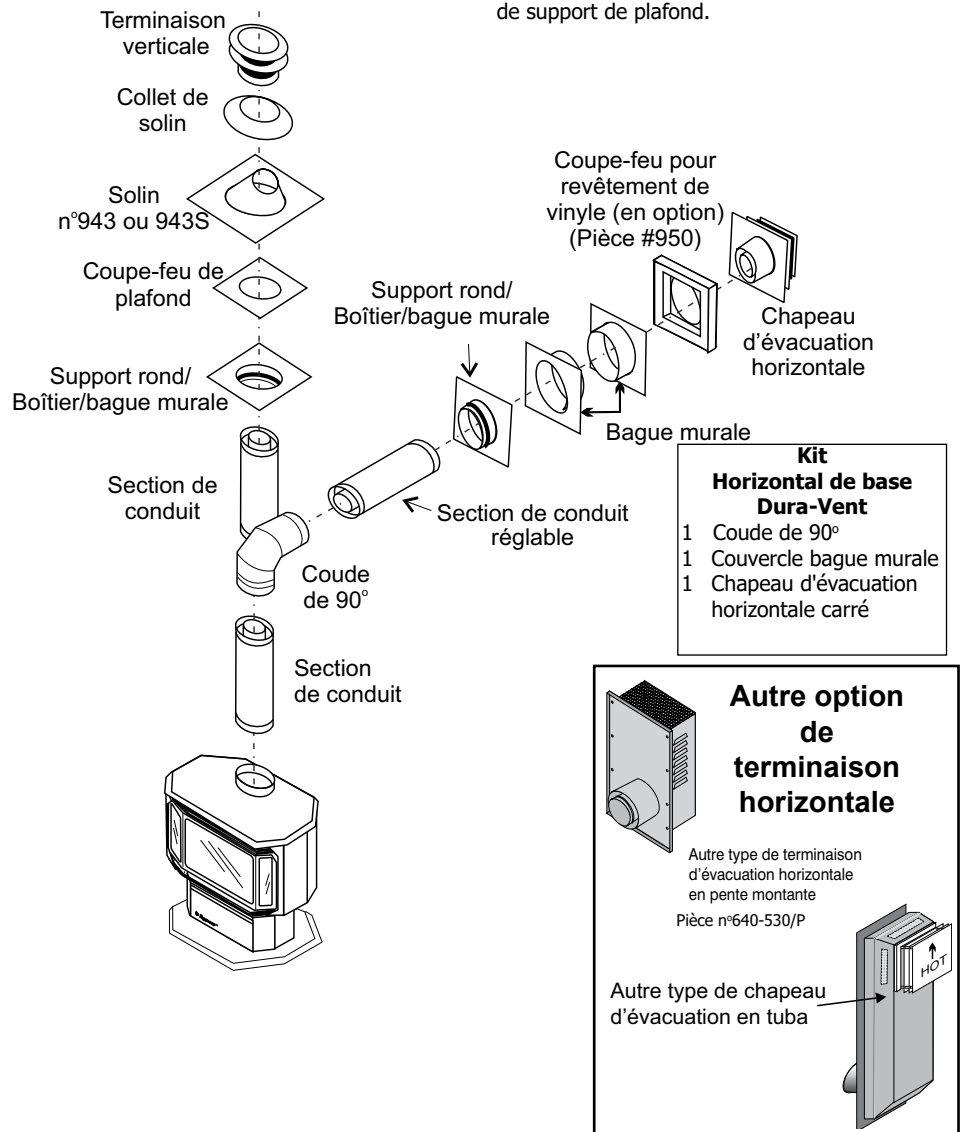 de support de plafond.
Terminaison
verticale
Collet de
solin
Solin
n°943 ou 943S
Coupe-feu de
plafond
Support rond/
Boîtier/bague murale
Section de
conduit
Coude
de 90°
Section
de conduit
Section de conduit
réglable
Support rond/
Boîtier/bague murale
Bague murale
Coupe-feu pour
revêtement de
vinyle (en option)
(Pièce #950)
Chapeau
d'évacuation
horizontale
Kit
Horizontal de base
Dura-Vent
1 Coude de 90°
1 Couvercle bague murale
1 Chapeau d'évacuation
horizontale carré
Autre option
de
terminaison
horizontale
Autre type de terminaison
d'évacuation horizontale
en pente montante
Pièce n°640-530/P
HOT
Autre type de chapeau
d'évacuation en tuba